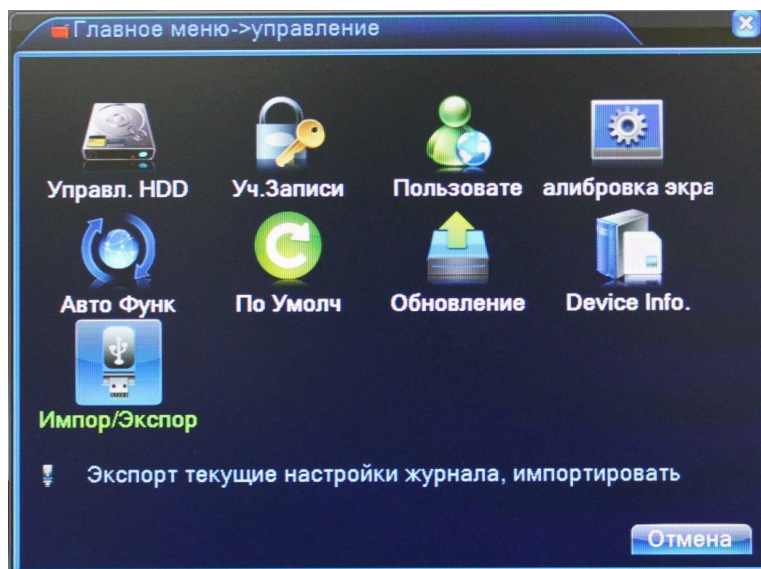 Главное меню->управление
Управл. HDD
Уч.Записи
Пользовате
алибровка экра
Авто Функ
По Умолч
Обновление
Device Info.
Импор/Экспор
Экспорт текущие настройки журнала, импортировать
Отмена